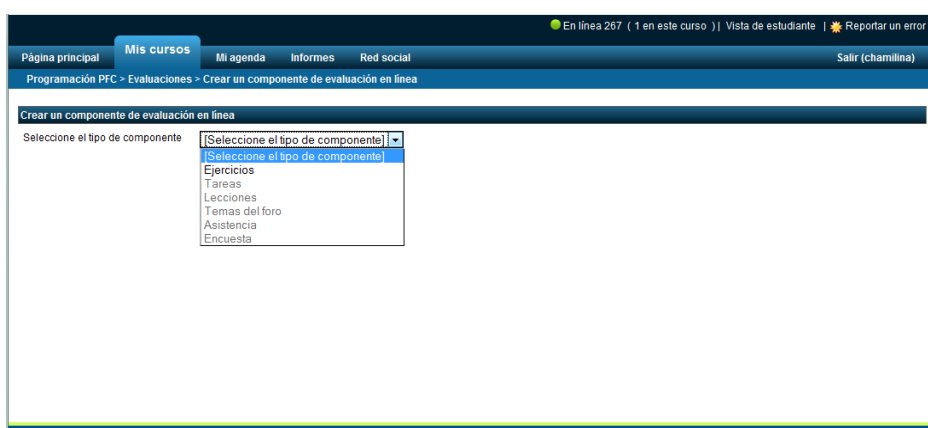 En línea 267 ( 1 en este curso ) | Vista de estudiante | Reportar un error
Página principal Mis cursos Mi agenda Informes Red social Salir (chamilina)
Programación PFC > Evaluaciones > Crear un componente de evaluación en línea
Crear un componente de evaluación en línea
Seleccione el tipo de componente [Seleccione el tipo de componente]
[Seleccione el tipo de componente]
Ejercicios
Tareas
Lecciones
Temas del foro
Asistencia
Encuesta